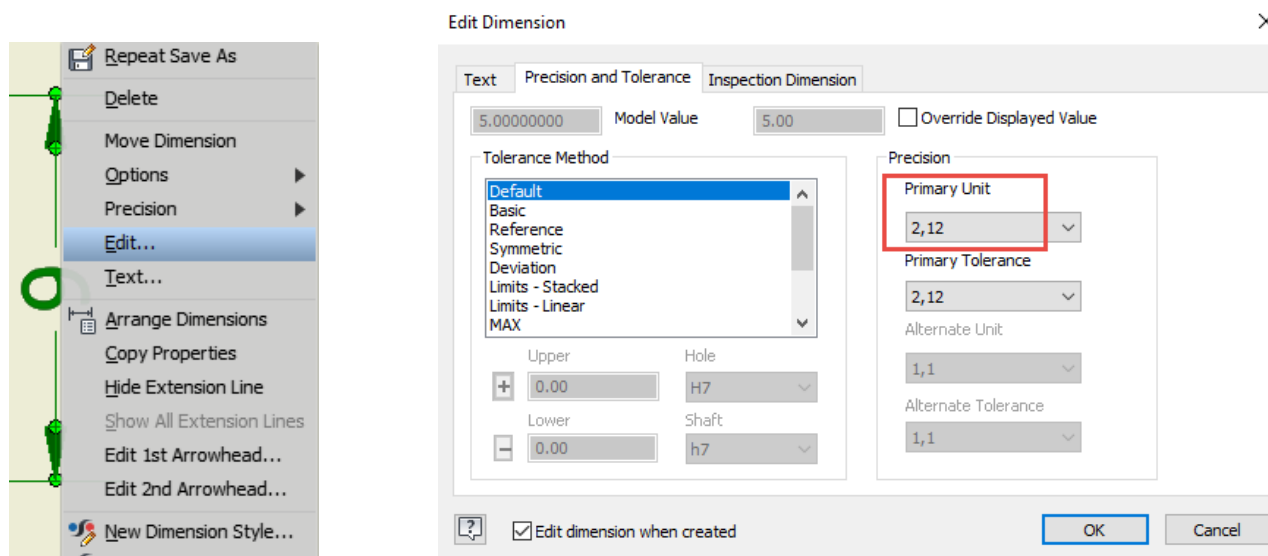 Repeat Save As
Delete
Move Dimension
Options
Precision
Edit...
Text...
Arrange Dimensions
Copy Properties
Hide Extension Line
Show All Extension Lines
Edit 1st Arrowhead...
Edit 2nd Arrowhead...
New Dimension Style...
Edit Dimension
Text Precision and Tolerance Inspection Dimension
5.00000000 Model Value 5.00 Override Displayed Value
Tolerance Method
Default
Basic
Reference
Symmetric
Deviation
Limits - Stacked
Limits - Linear
MAX
Upper Hole
+ 0.00 H7
Lower Shaft
- 0.00 h7
Precision
Primary Unit
2,12
Primary Tolerance
2,12
Alternate Unit
1,1
Alternate Tolerance
1,1
? Edit dimension when created OK Cancel